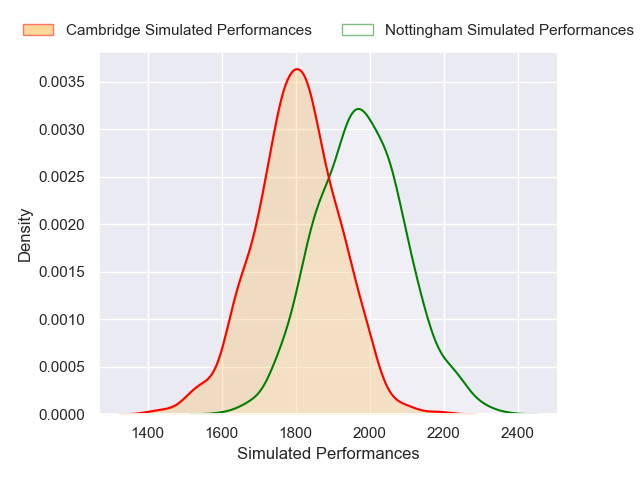 Cambridge Simulated Performances Nottingham Simulated Performances
0.0035
0.0030
0.0025
0.0020
0.0015
0.0010
0.0005
0.0000
Density
1400 1600 1800 2000 2200 2400
Simulated Performances